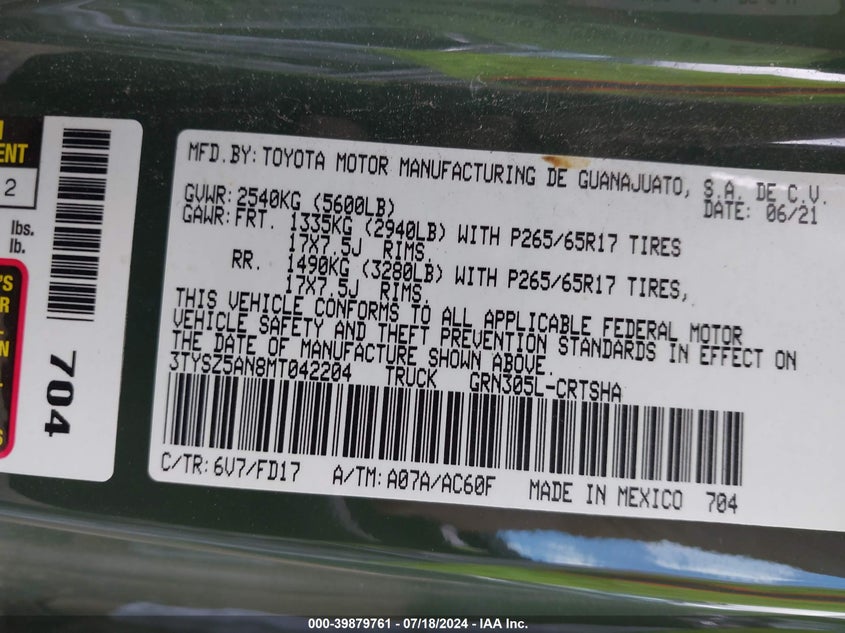 ENT
2
lbs.
lb.
'S
R
N
S
704
MFD.BY: TOYOTA MOTOR MANUFACTURING DE GUANAJUATO, S.A. DE C.V.
DATE: 06/21
GVWR: 2540KG (5600LB)
GAWR: FRT. 1335KG (2940LB) WITH P265/65R17 TIRES
17X7.5J RIMS,
RR. 1490KG (3280LB) WITH P265/65R17 TIRES,
17X7.5J RIMS,
THIS VEHICLE CONFORMS TO ALL APPLICABLE FEDERAL MOTOR
VEHICLE SAFETY AND THEFT PREVENTION STANDARDS IN EFFECT ON
THE DATE OF MANUFACTURE SHOWN ABOVE.
3TYSZ5AN8MT042204 TRUCK GRN305L-CRTSHA
C/TR: 6V7/FD17 A/TM: A07A/AC60F MADE IN MEXICO 704
000-39879761 - 07/18/2024 - IAA Inc.